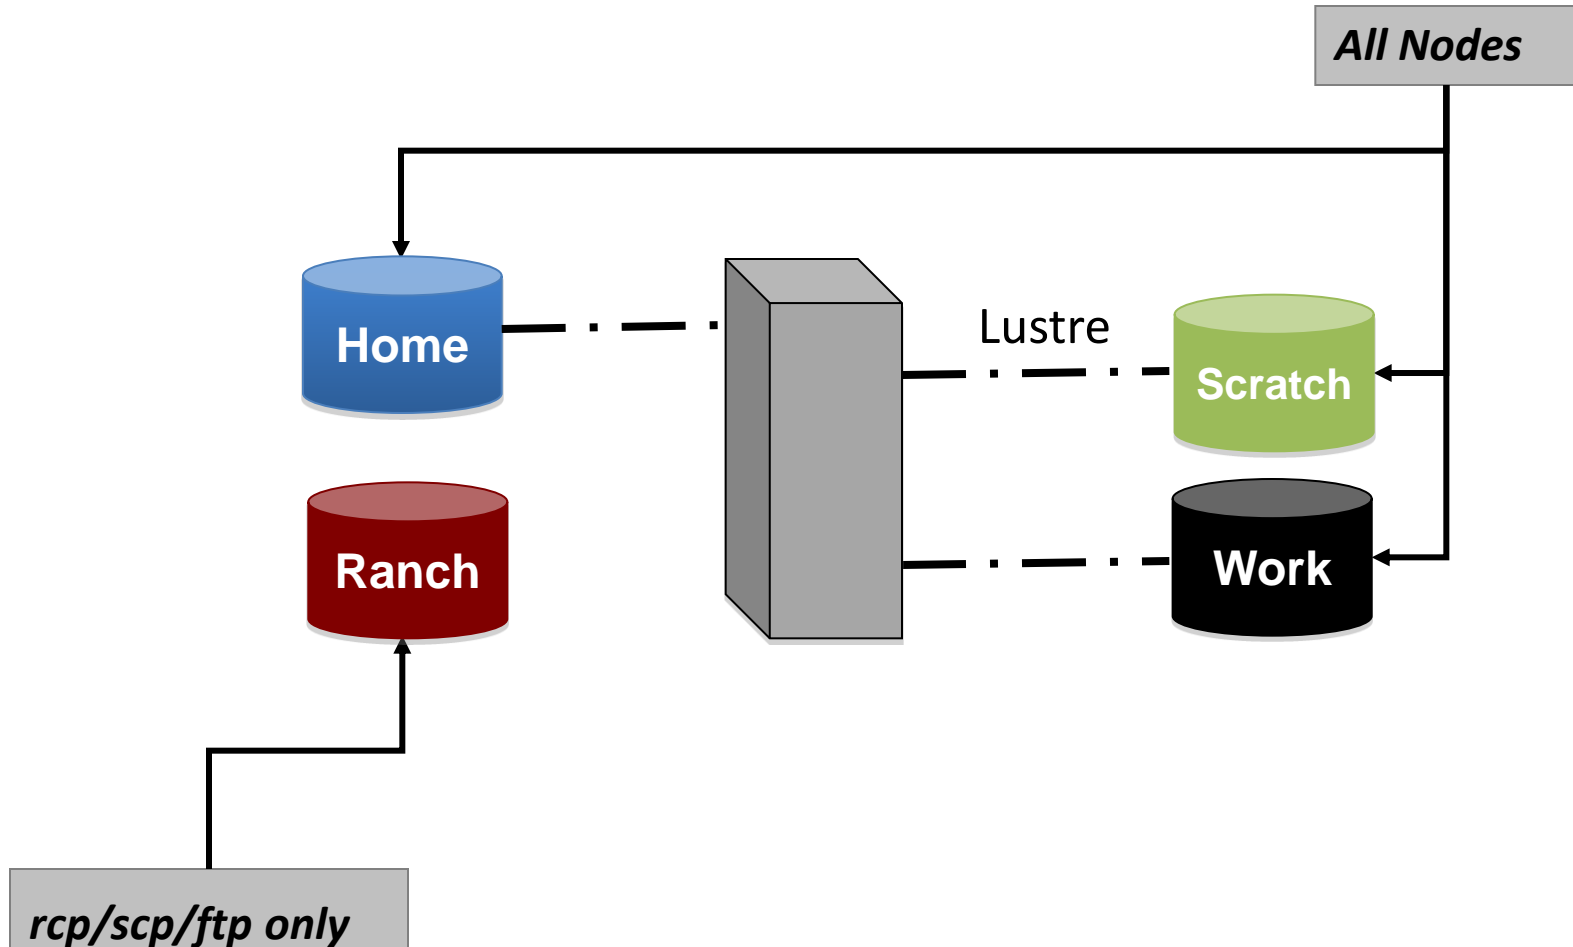 All Nodes
Home
Lustre
Scratch
Ranch
Work
rcp/scp/ftp only